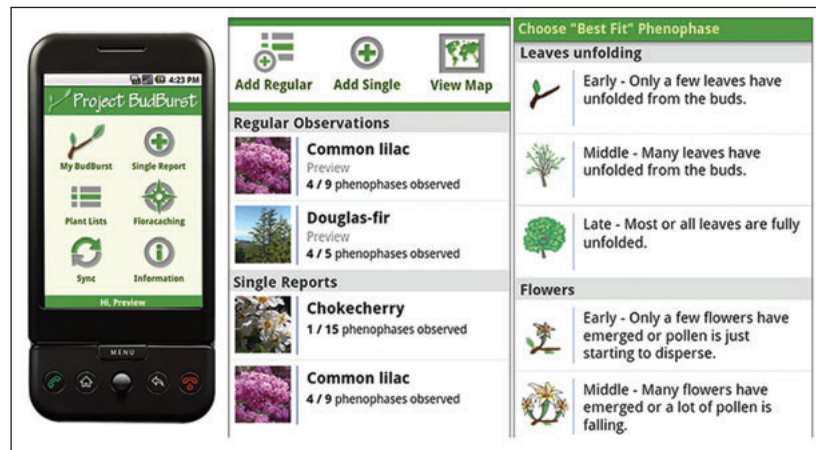 4:23 PM
Project BudBurst
My BudBurst
Single Report
Plant Lists
Floracaching
Sync
Information
Hi, Preview
MENU
Add Regular
Add Single
View Map
Regular Observations
Common lilac
Preview
4 / 9 phenophases observed
Douglas-fir
Preview
4 / 5 phenophases observed
Single Reports
Chokecherry
1 / 15 phenophases observed
Common lilac
4 / 9 phenophases observed
Choose "Best Fit" Phenophase
Leaves unfolding
Early - Only a few leaves have
unfolded from the buds.
Middle - Many leaves have
unfolded from the buds.
Late - Most or all leaves are fully
unfolded.
Flowers
Early - Only a few flowers have
emerged or pollen is just
starting to disperse.
Middle - Many flowers have
emerged or a lot of pollen is
falling.